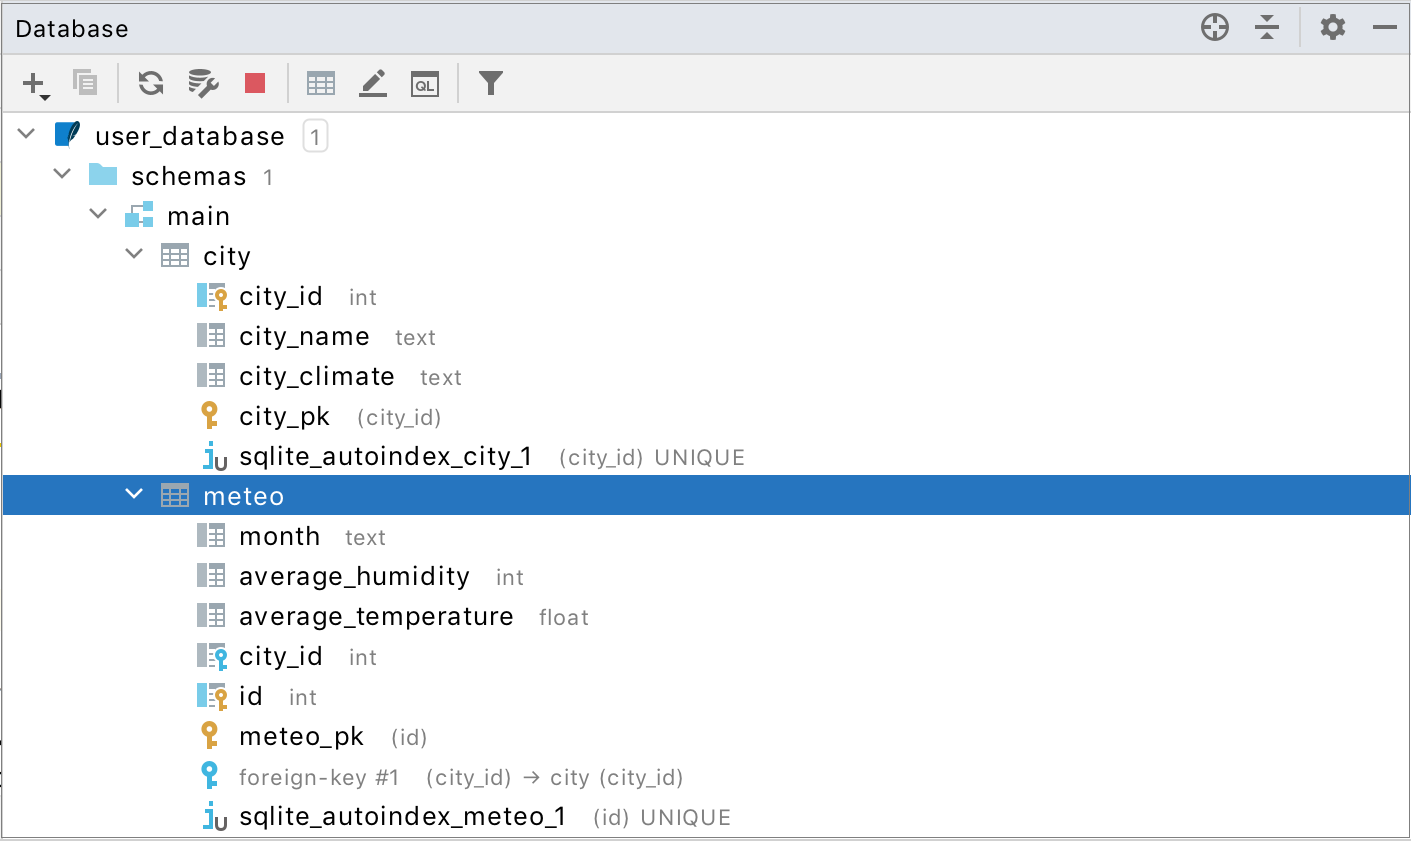 Database
QL
user_database 1
schemas 1
main
city
city_id int
city_name text
city_climate text
city_pk (city_id)
sqlite_autoindex_city_1 (city_id) UNIQUE
meteo
month text
average_humidity int
average_temperature float
city_id int
id int
meteo_pk (id)
foreign-key #1 (city_id) → city (city_id)
sqlite_autoindex_meteo_1 (id) UNIQUE